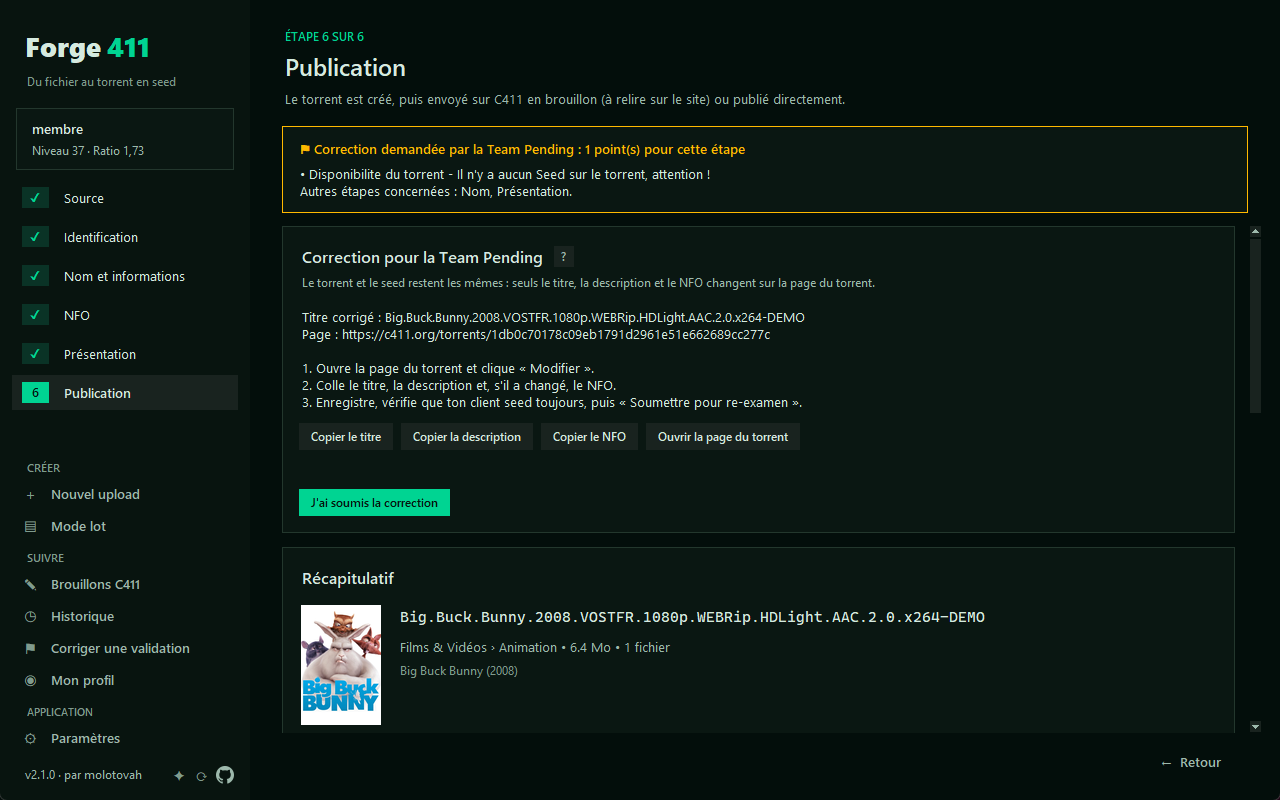 Forge 411
Du fichier au torrent en seed
membre
Niveau 37 · Ratio 1,73
✓ Source
✓ Identification
✓ Nom et informations
✓ NFO
✓ Présentation
6 Publication
CRÉER
+ Nouvel upload
Mode lot
SUIVRE
Brouillons C411
Historique
Corriger une validation
Mon profil
APPLICATION
Paramètres
v2.1.0 · par molotovah
ÉTAPE 6 SUR 6
Publication
Le torrent est créé, puis envoyé sur C411 en brouillon (à relire sur le site) ou publié directement.
Correction demandée par la Team Pending : 1 point(s) pour cette étape
• Disponibilite du torrent - Il n'y a aucun Seed sur le torrent, attention !
Autres étapes concernées : Nom, Présentation.
Correction pour la Team Pending ?
Le torrent et le seed restent les mêmes : seuls le titre, la description et le NFO changent sur la page du torrent.
Titre corrigé : Big.Buck.Bunny.2008.VOSTFR.1080p.WEBRip.HDLight.AAC.2.0.x264-DEMO
Page : https://c411.org/torrents/1db0c70178c09eb1791d2961e51e662689cc277c
1. Ouvre la page du torrent et clique « Modifier ».
2. Colle le titre, la description et, s'il a changé, le NFO.
3. Enregistre, vérifie que ton client seed toujours, puis « Soumettre pour re-examen ».
Copier le titre
Copier la description
Copier le NFO
Ouvrir la page du torrent
J'ai soumis la correction
Récapitulatif
Big Buck
BUNNY
Big.Buck.Bunny.2008.VOSTFR.1080p.WEBRip.HDLight.AAC.2.0.x264-DEMO
Films & Vidéos › Animation • 6.4 Mo • 1 fichier
Big Buck Bunny (2008)
← Retour